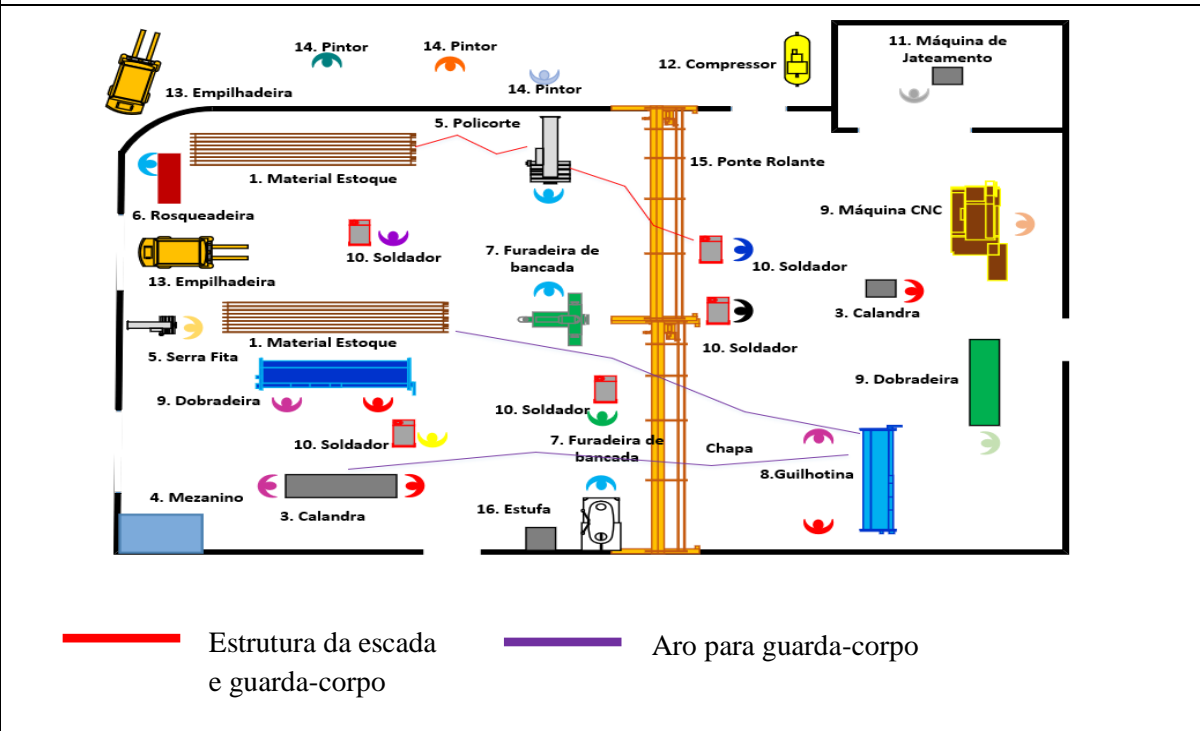 14. Pintor
14. Pintor
11. Máquina de
Jateamento
12. Compressor
13. Empilhadeira
14. Pintor
5. Policorte
15. Ponte Rolante
1. Material Estoque
6. Rosqueadeira
9. Máquina CNC
10. Soldador
7. Furadeira de
bancada
10. Soldador
13. Empilhadeira
3. Calandra
1. Material Estoque
10. Soldador
5. Serra Fita
9. Dobradeira
9. Dobradeira
10. Soldador
10. Soldador
7. Furadeira de
bancada
Chapa
8.Guilhotina
4. Mezanino
3. Calandra
16. Estufa
Estrutura da escada
e guarda-corpo
Aro para guarda-corpo